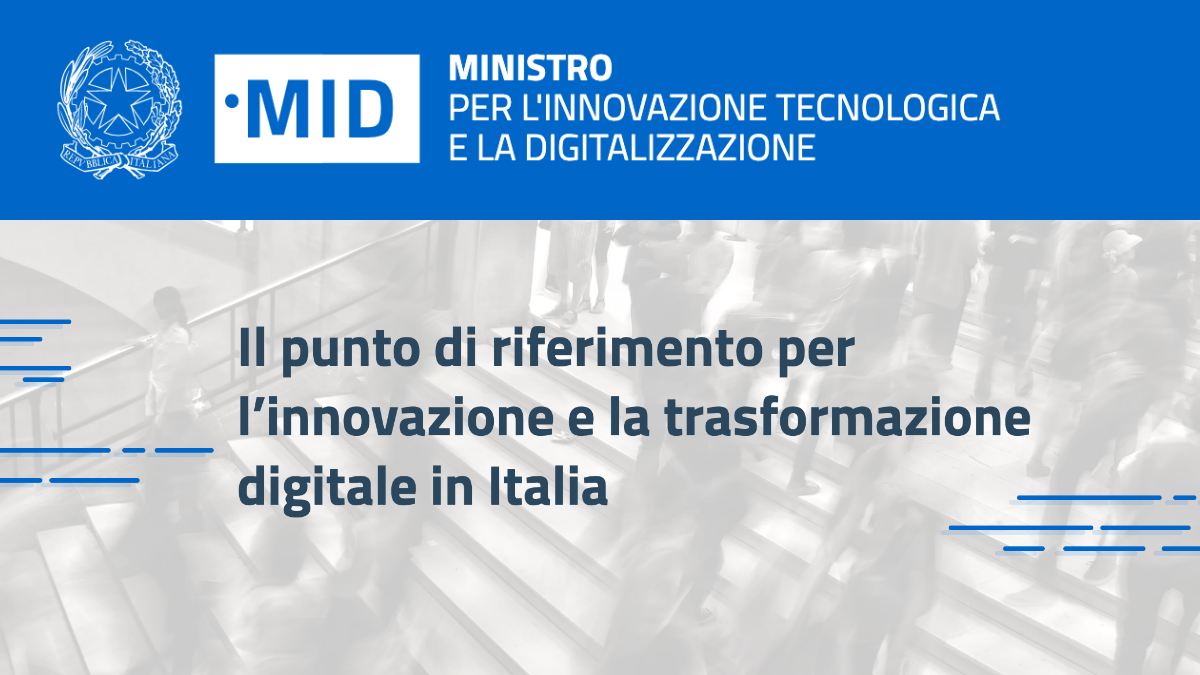 REPVBBLICA ITALIANA
•MID
MINISTRO
PER L'INNOVAZIONE TECNOLOGICA
E LA DIGITALIZZAZIONE
Il punto di riferimento per
l’innovazione e la trasformazione
digitale in Italia